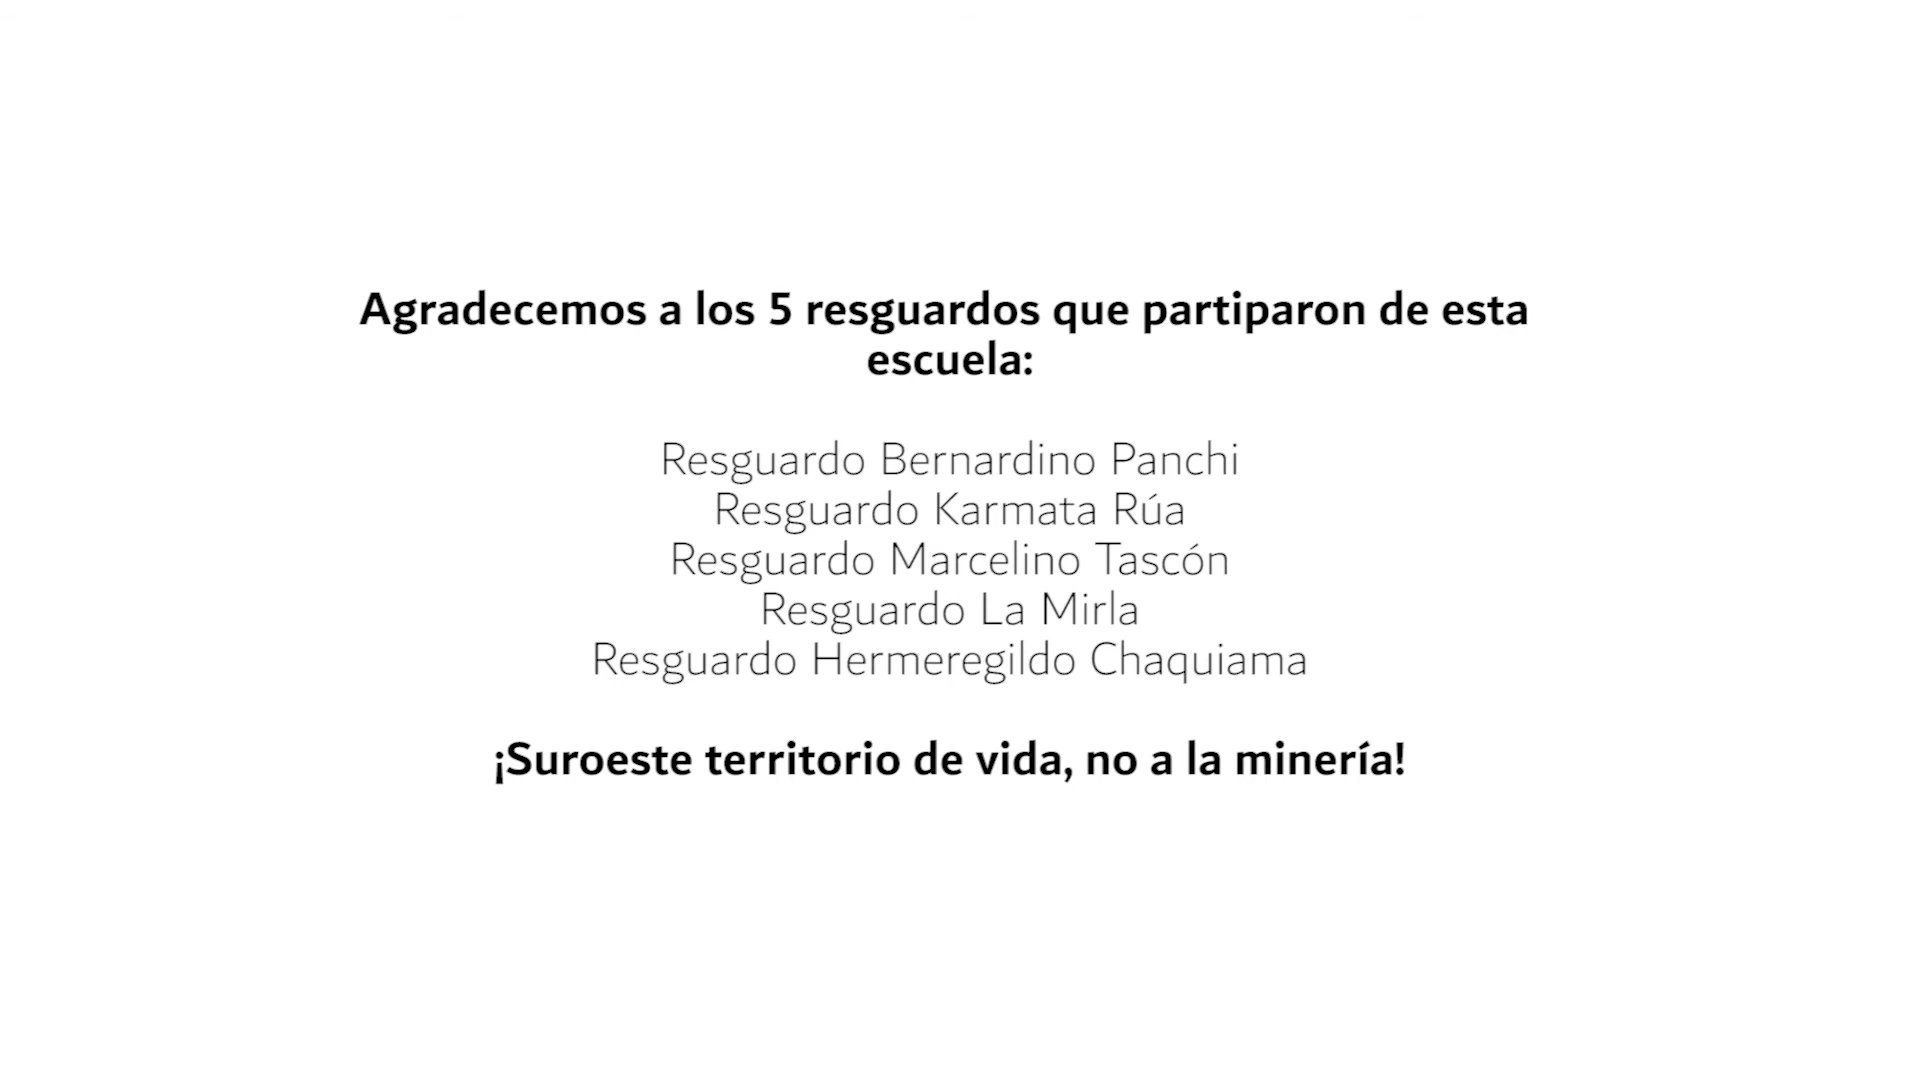 Agradecemos a los 5 resguardos que partiparon de esta
escuela:
Resguardo Bernardino Panchi
Resguardo Karmata Rúa
Resguardo Marcelino Tascón
Resguardo La Mirla
Resguardo Hermeregildo Chaquiama
¡Suroeste territorio de vida, no a la minería!